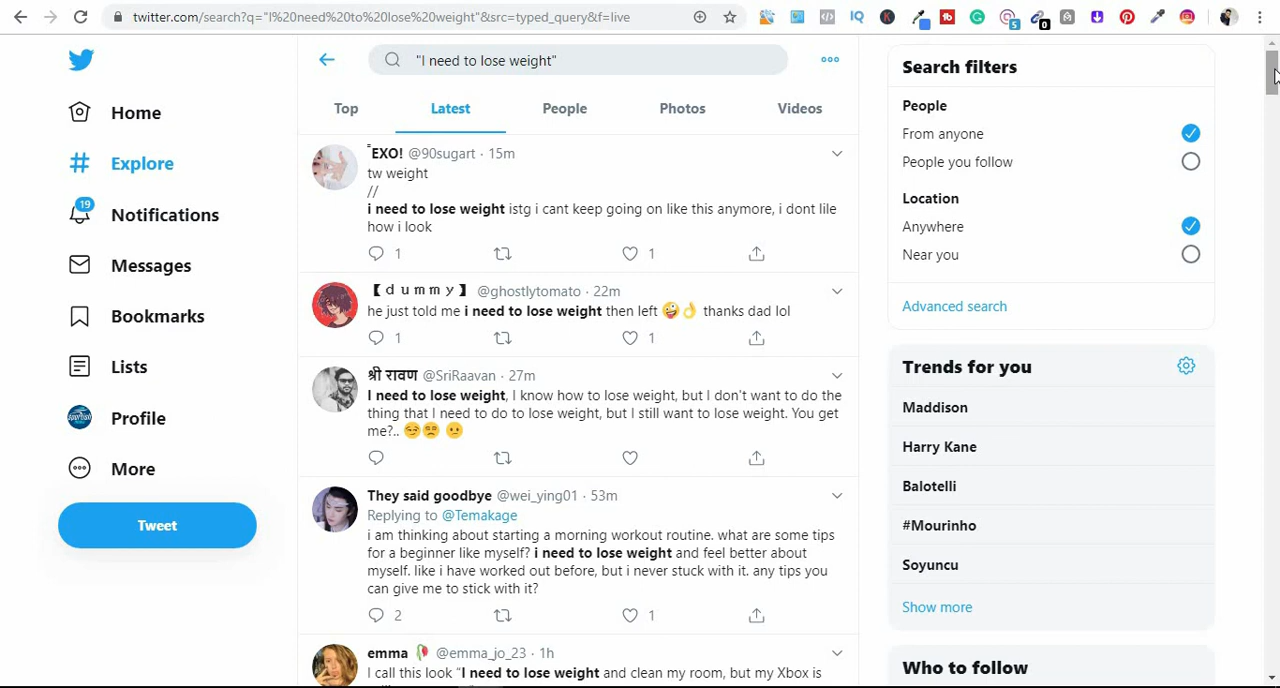 twitter.com/search?q="I%20need%20to%20lose%20weight"&src=typed_query&f=live
"I need to lose weight"
Home
Explore
19
Notifications
Messages
Bookmarks
Lists
Profile
More
Tweet
Top
Latest
People
Photos
Videos
EXO! @90sugart · 15m
tw weight
//
i need to lose weight istg i cant keep going on like this anymore, i dont lile
how i look
1
1
【ｄｕｍｍｙ】 @ghostlytomato · 22m
he just told me i need to lose weight then left 🤪👌 thanks dad lol
1
1
श्री रावण @SriRaavan · 27m
I need to lose weight, I know how to lose weight, but I don't want to do the
thing that I need to do to lose weight, but I still want to lose weight. You get
me?..
They said goodbye @wei_ying01 · 53m
Replying to @Temakage
i am thinking about starting a morning workout routine. what are some tips
for a beginner like myself? i need to lose weight and feel better about
myself. like i have worked out before, but i never stuck with it. any tips you
can give me to stick with it?
2
1
emma 🥀 @emma_jo_23 · 1h
I call this look "I need to lose weight and clean my room, but my Xbox is
Search filters
People
From anyone
People you follow
Location
Anywhere
Near you
Advanced search
Trends for you
Maddison
Harry Kane
Balotelli
#Mourinho
Soyuncu
Show more
Who to follow